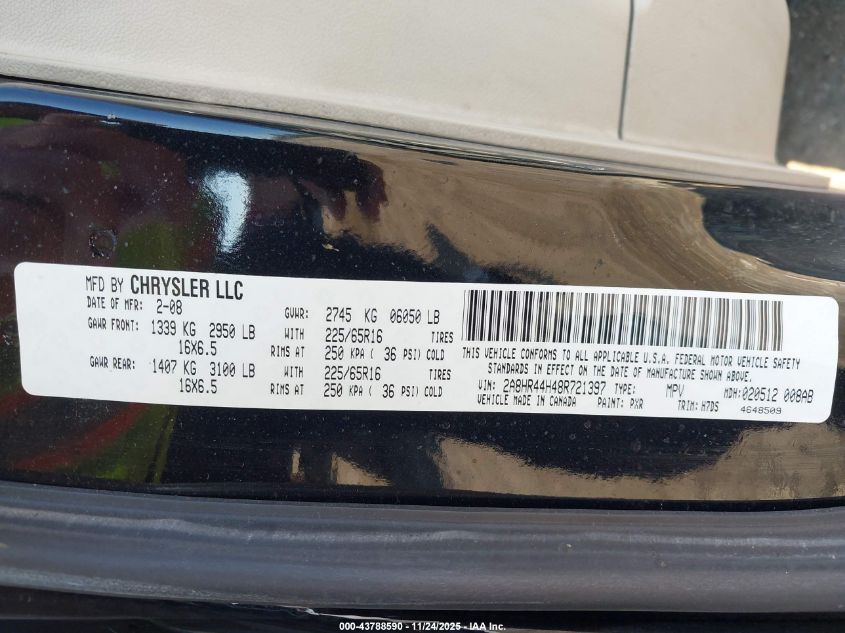 MFD BY CHRYSLER LLC
DATE OF MFR: 2-08 GVWR: 2745 KG 06050 LB
GAWR FRONT: 1339 KG 2950 LB WITH 225/65R16 TIRES
16X6.5 RIMS AT 250 KPA ( 36 PSI) COLD
GAWR REAR: 1407 KG 3100 LB WITH 225/65R16 TIRES
16X6.5 RIMS AT 250 KPA ( 36 PSI) COLD
THIS VEHICLE CONFORMS TO ALL APPLICABLE U.S.A. FEDERAL MOTOR VEHICLE SAFETY
STANDARDS IN EFFECT ON THE DATE OF MANUFACTURE SHOWN ABOVE.
VIN: 2A8HR44H48R721397 TYPE: MPV MDH: 020512 008AB
VEHICLE MADE IN CANADA PAINT: PXR TRIM: H7DS 4648509
000-43788590 - 11/24/2025 - ©2025 - IAA, Inc.